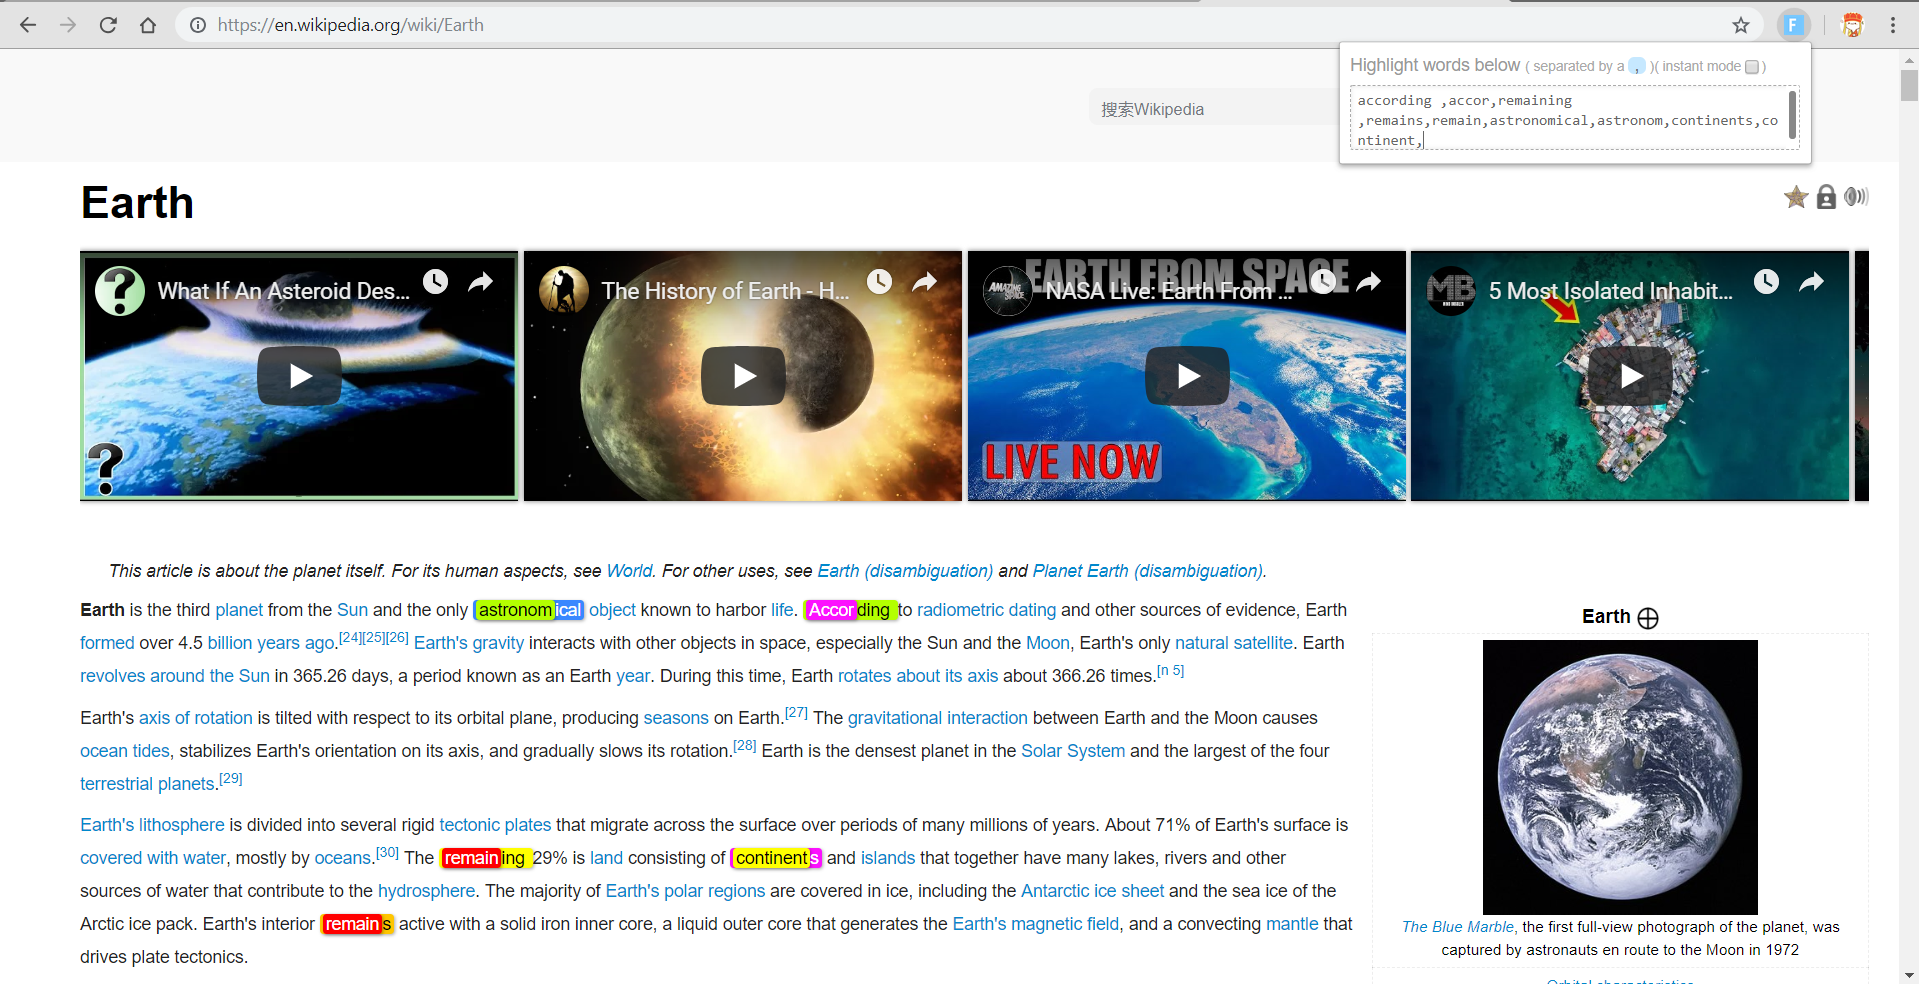 https://en.wikipedia.org/wiki/Earth
F
Highlight words below ( separated by a , )( instant mode )
according ,accor,remaining
,remains,remain,astronomical,astronom,continents,co
ntinent,
搜索Wikipedia
Earth
? What If An Asteroid Des...
?
The History of Earth - H...
EARTH FROM SPACE
AMAZING SPACE
NASA Live: Earth From ...
LIVE NOW
MB
5 Most Isolated Inhabit...
This article is about the planet itself. For its human aspects, see World. For other uses, see Earth (disambiguation) and Planet Earth (disambiguation).
Earth is the third planet from the Sun and the only astronomical object known to harbor life. According to radiometric dating and other sources of evidence, Earth
formed over 4.5 billion years ago.[24][25][26] Earth's gravity interacts with other objects in space, especially the Sun and the Moon, Earth's only natural satellite. Earth
revolves around the Sun in 365.26 days, a period known as an Earth year. During this time, Earth rotates about its axis about 366.26 times.[n 5]
Earth's axis of rotation is tilted with respect to its orbital plane, producing seasons on Earth.[27] The gravitational interaction between Earth and the Moon causes
ocean tides, stabilizes Earth's orientation on its axis, and gradually slows its rotation.[28] Earth is the densest planet in the Solar System and the largest of the four
terrestrial planets.[29]
Earth's lithosphere is divided into several rigid tectonic plates that migrate across the surface over periods of many millions of years. About 71% of Earth's surface is
covered with water, mostly by oceans.[30] The remaining 29% is land consisting of continents and islands that together have many lakes, rivers and other
sources of water that contribute to the hydrosphere. The majority of Earth's polar regions are covered in ice, including the Antarctic ice sheet and the sea ice of the
Arctic ice pack. Earth's interior remains active with a solid iron inner core, a liquid outer core that generates the Earth's magnetic field, and a convecting mantle that
drives plate tectonics.
Earth
The Blue Marble, the first full-view photograph of the planet, was
captured by astronauts en route to the Moon in 1972
Orbital characteristics